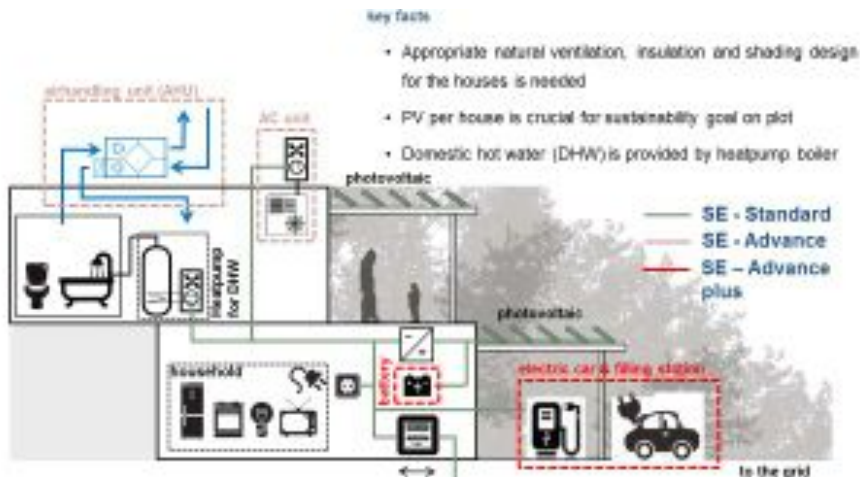 key facts
• Appropriate natural ventilation, insulation and shading design
for the houses is needed
• PV per house is crucial for sustainability goal on plot
• Domestic hot water (DHW) is provided by heatpump boiler
airhandling unit (AHU)
AC unit
photovoltaic
SE - Standard
SE - Advance
SE – Advance
plus
Heatpump
for DHW
photovoltaic
household
battery
electric car & filling station
to the grid